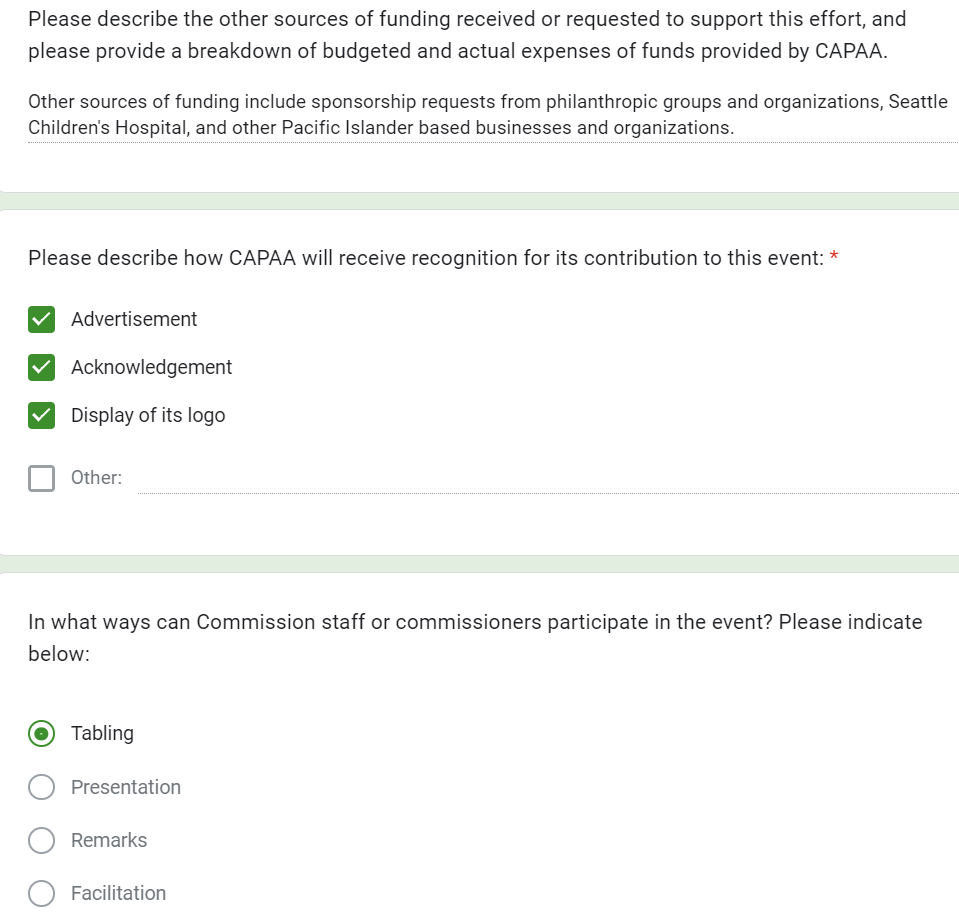 Please describe the other sources of funding received or requested to support this effort, and
please provide a breakdown of budgeted and actual expenses of funds provided by CAPAA.
Other sources of funding include sponsorship requests from philanthropic groups and organizations, Seattle
Children's Hospital, and other Pacific Islander based businesses and organizations.
Please describe how CAPAA will receive recognition for its contribution to this event: *
Advertisement
Acknowledgement
Display of its logo
Other:
In what ways can Commission staff or commissioners participate in the event? Please indicate
below:
Tabling
Presentation
Remarks
Facilitation